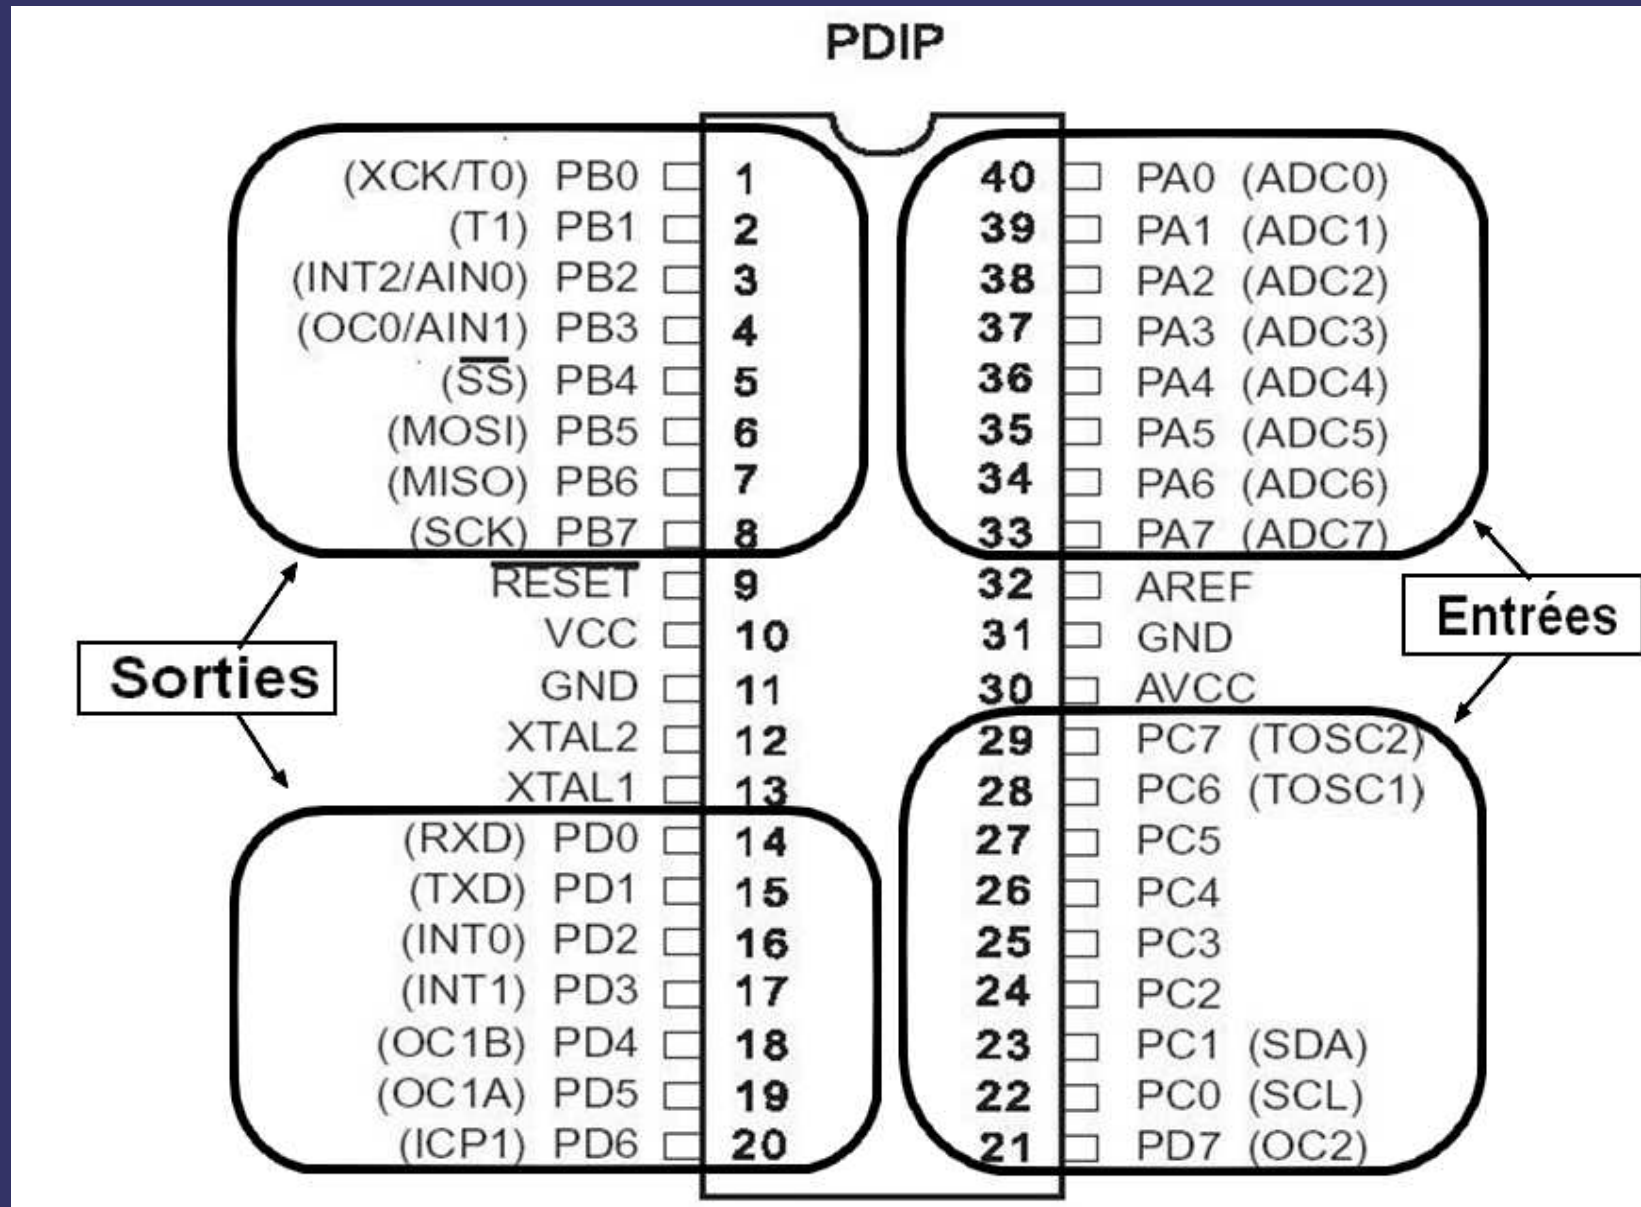 PDIP
(XCK/T0) PB0 1 40 PA0 (ADC0)
(T1) PB1 2 39 PA1 (ADC1)
(INT2/AIN0) PB2 3 38 PA2 (ADC2)
(OC0/AIN1) PB3 4 37 PA3 (ADC3)
(SS) PB4 5 36 PA4 (ADC4)
(MOSI) PB5 6 35 PA5 (ADC5)
(MISO) PB6 7 34 PA6 (ADC6)
(SCK) PB7 8 33 PA7 (ADC7)
RESET 9 32 AREF
VCC 10 31 GND
GND 11 30 AVCC
XTAL2 12 29 PC7 (TOSC2)
XTAL1 13 28 PC6 (TOSC1)
(RXD) PD0 14 27 PC5
(TXD) PD1 15 26 PC4
(INT0) PD2 16 25 PC3
(INT1) PD3 17 24 PC2
(OC1B) PD4 18 23 PC1 (SDA)
(OC1A) PD5 19 22 PC0 (SCL)
(ICP1) PD6 20 21 PD7 (OC2)
Sorties
Entrées